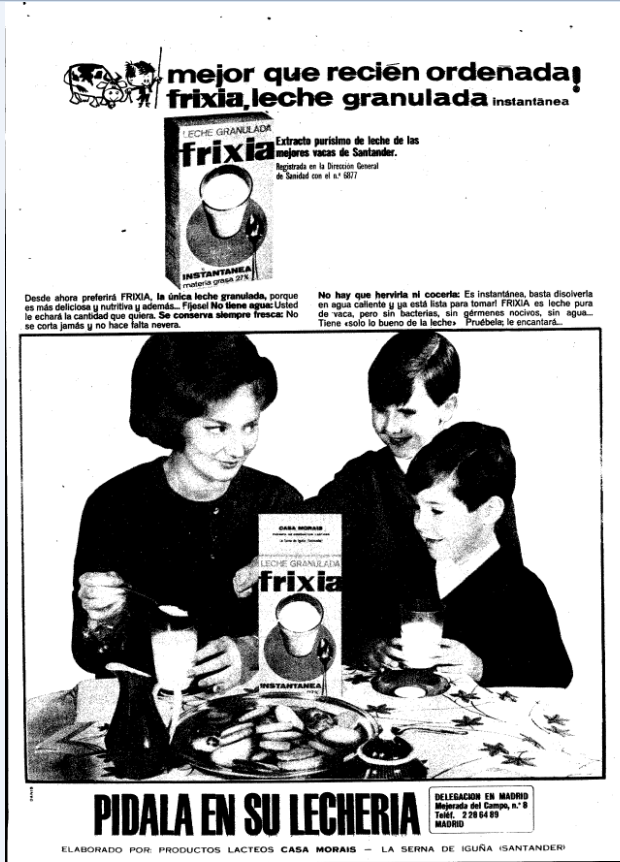 mejor que recién ordeñada!
frixia, leche granulada instantánea
LECHE GRANULADA
frixia
INSTANTANEA
materia grasa 27%
Extracto purísimo de leche de las
mejores vacas de Santander.
Registrada en la Dirección General
de Sanidad con el n.º 6877
Desde ahora preferirá FRIXIA, la única leche granulada, porque
es más deliciosa y nutritiva y además... Fíjese! No tiene agua: Usted
le echará la cantidad que quiera. Se conserva siempre fresca: No
se corta jamás y no hace falta nevera.
No hay que hervirla ni cocerla: Es instantánea, basta disolverla
en agua caliente y ya está lista para tomar! FRIXIA es leche pura
de vaca, pero sin bacterias, sin gérmenes nocivos, sin agua...
Tiene «solo lo bueno de la leche» Pruébela; le encantará...
CASA MORAIS
LECHE GRANULADA
frixia
INSTANTANEA
PIDALA EN SU LECHERIA
DELEGACION EN MADRID
Mejorada del Campo, n.º 8
Teléf. 2 28 64 89
MADRID
ELABORADO POR: PRODUCTOS LACTEOS CASA MORAIS – LA SERNA DE IGUÑA (SANTANDER)